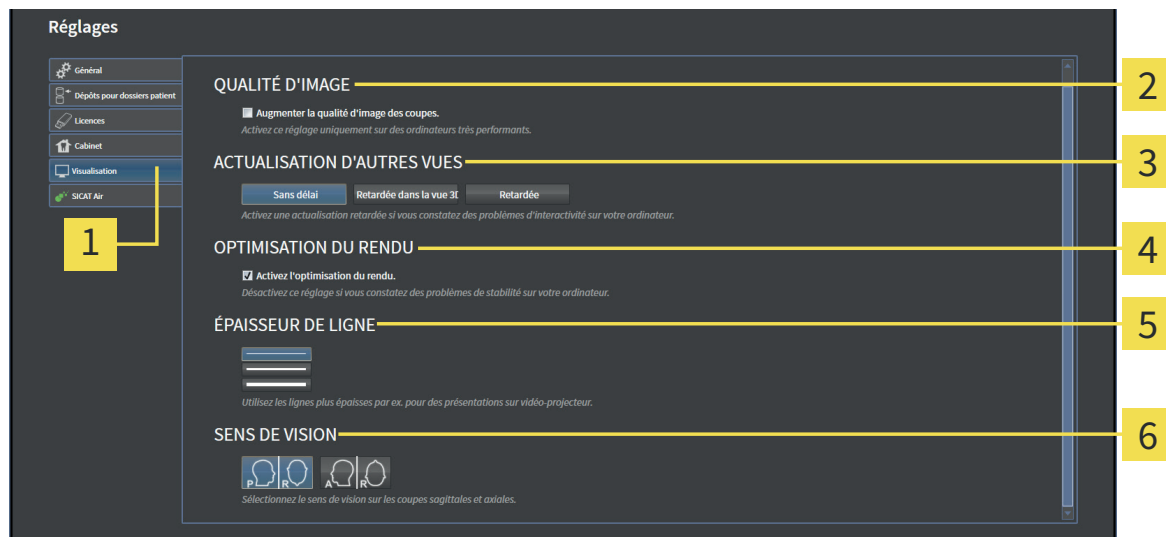 Réglages
Général
Dépôts pour dossiers patient
Licences
Cabinet
Visualisation
SICAT Air
1
QUALITÉ D'IMAGE
2
Augmenter la qualité d'image des coupes.
Activez ce réglage uniquement sur des ordinateurs très performants.
ACTUALISATION D'AUTRES VUES
3
Sans délai
Retardée dans la vue 3D
Retardée
Activez une actualisation retardée si vous constatez des problèmes d'interactivité sur votre ordinateur.
OPTIMISATION DU RENDU
4
Activez l'optimisation du rendu.
Désactivez ce réglage si vous constatez des problèmes de stabilité sur votre ordinateur.
ÉPAISSEUR DE LIGNE
5
Utilisez les lignes plus épaisses par ex. pour des présentations sur vidéo-projecteur.
SENS DE VISION
6
P R A R
Sélectionnez le sens de vision sur les coupes sagittales et axiales.